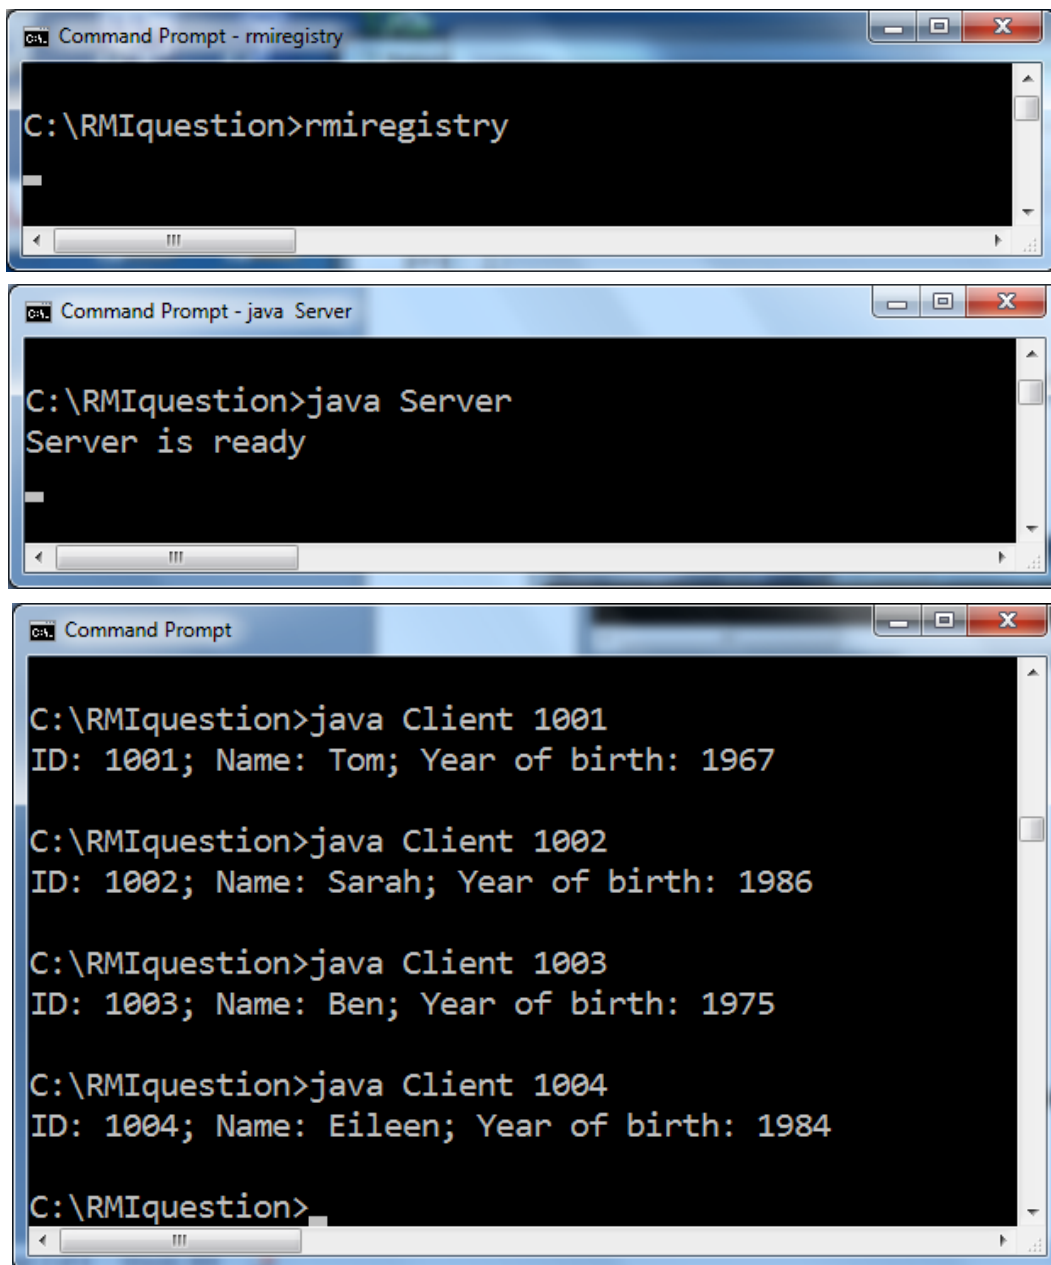 Command Prompt - rmiregistry
C:\RMIquestion>rmiregistry
Command Prompt - java  Server
C:\RMIquestion>java Server
Server is ready
Command Prompt
C:\RMIquestion>java Client 1001
ID: 1001; Name: Tom; Year of birth: 1967
C:\RMIquestion>java Client 1002
ID: 1002; Name: Sarah; Year of birth: 1986
C:\RMIquestion>java Client 1003
ID: 1003; Name: Ben; Year of birth: 1975
C:\RMIquestion>java Client 1004
ID: 1004; Name: Eileen; Year of birth: 1984
C:\RMIquestion>